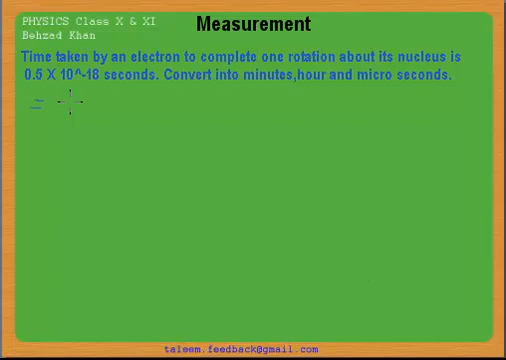 PHYSICS Class X & XI
Behzad Khan
Measurement
Time taken by an electron to complete one rotation about its nucleus is
0.5 X 10^-18 seconds. Convert into minutes,hour and micro seconds.
=
taleem.feedback@gmail.com